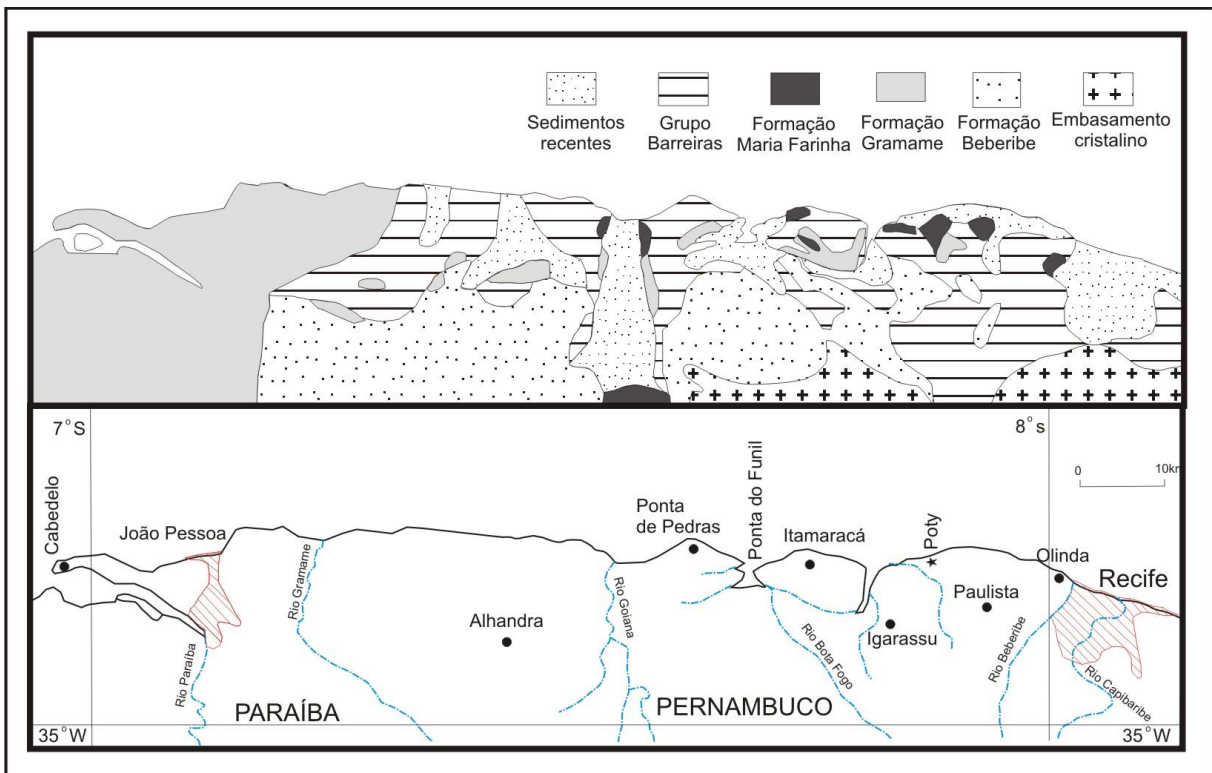 Sedimentos
recentes
Grupo
Barreiras
Formação
Maria Farinha
Formação
Gramame
Formação
Beberibe
Embasamento
cristalino
7°S
8°s
0 10km
Cabedelo
João Pessoa
Rio Paraíba
Rio Gramame
Alhandra
Rio Goiana
Ponta
de Pedras
Ponta do Funil
Itamaracá
Rio Bota Fogo
Igarassu
Poty
Paulista
Rio Beberibe
Olinda
Recife
Rio Capibaribe
PARAÍBA
PERNAMBUCO
35°W
35°W